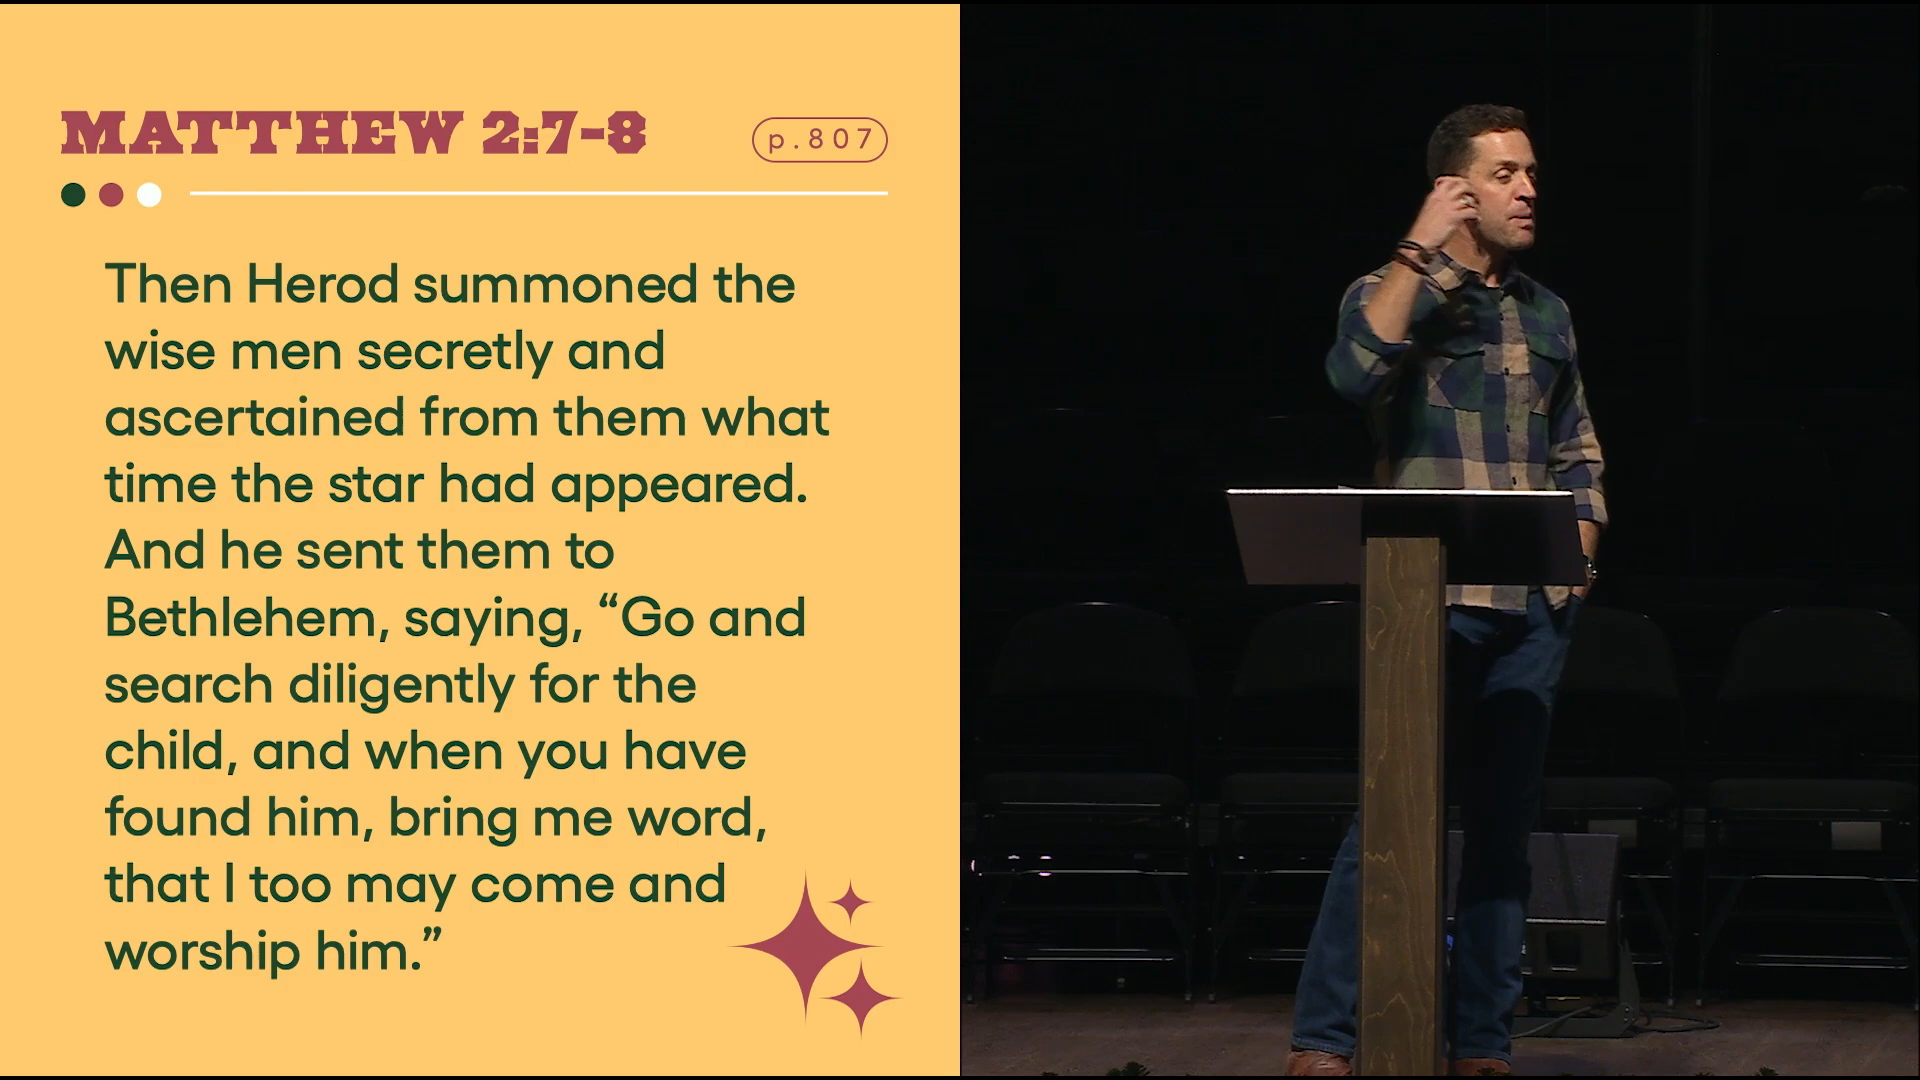 MATTHEW 2:7-8
p.807
Then Herod summoned the
wise men secretly and
ascertained from them what
time the star had appeared.
And he sent them to
Bethlehem, saying, “Go and
search diligently for the
child, and when you have
found him, bring me word,
that I too may come and
worship him.”